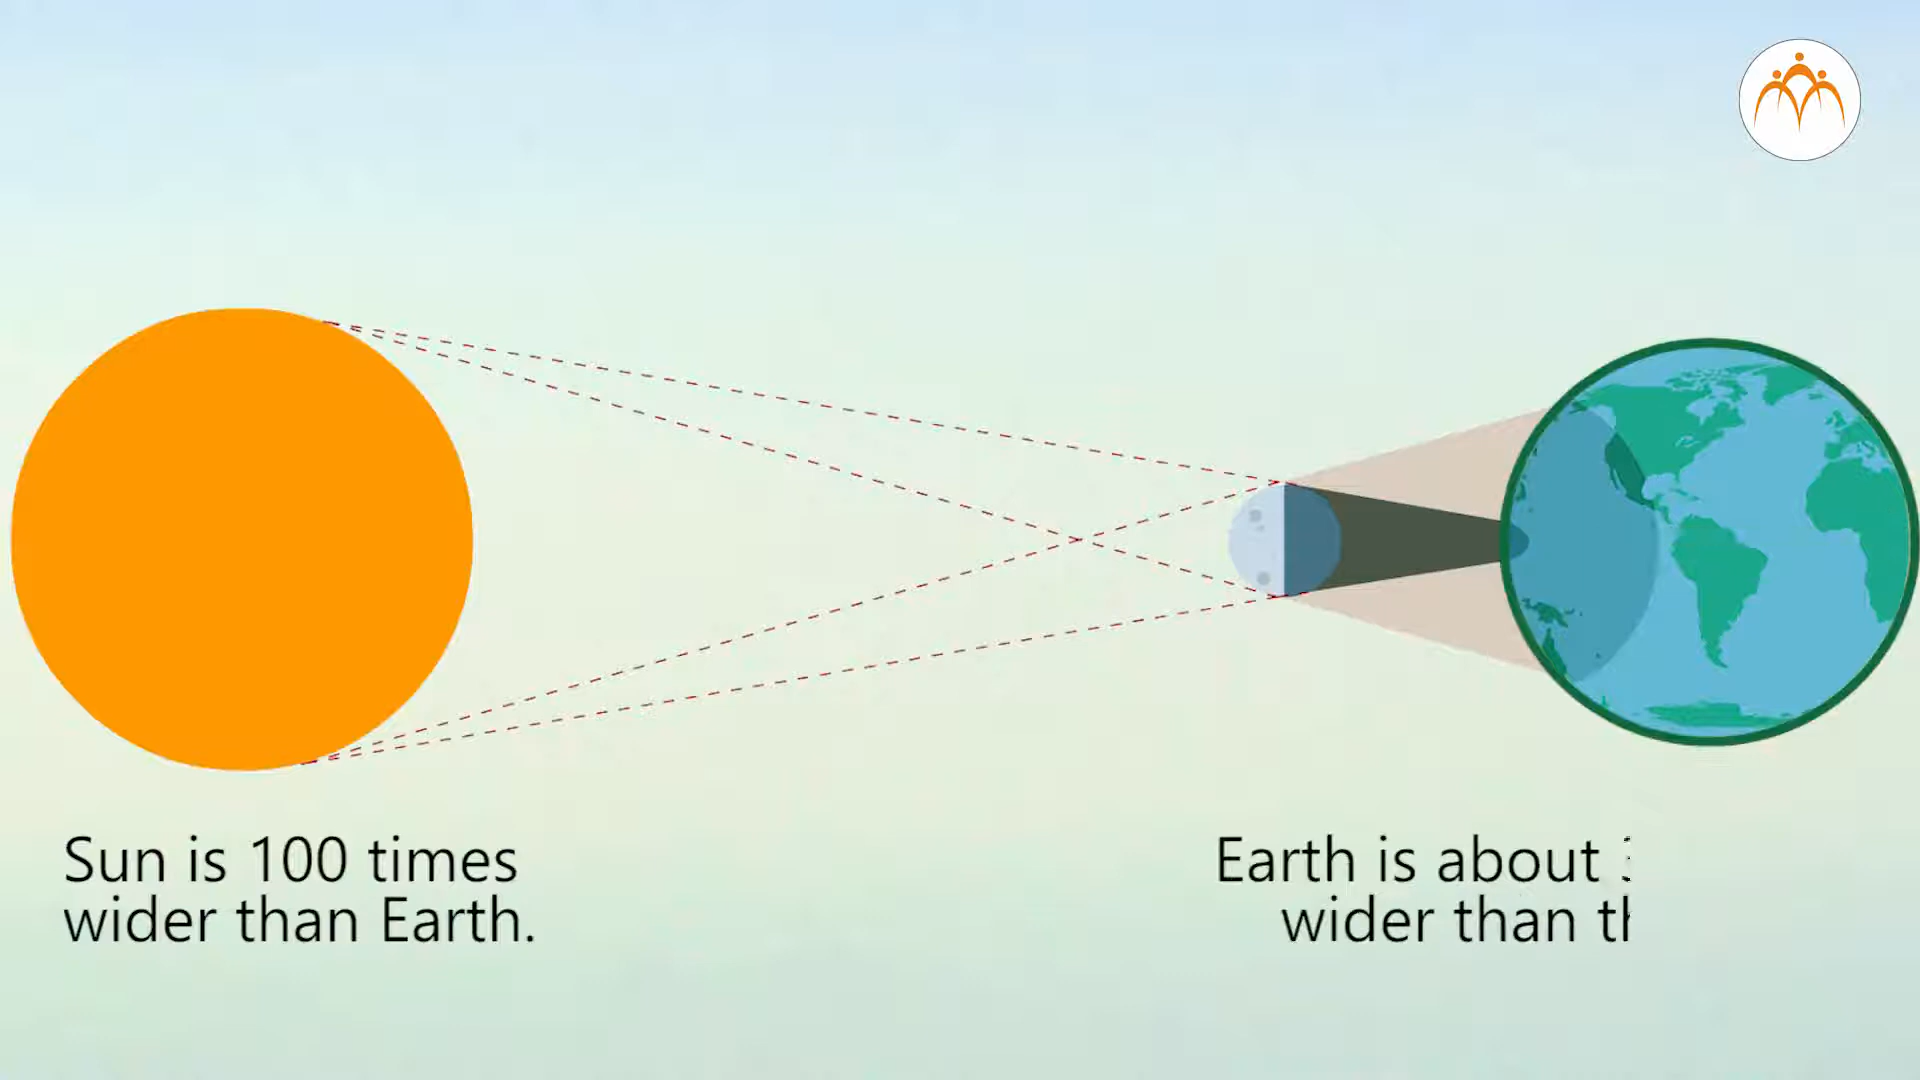 Sun is 100 times
wider than Earth.
Earth is about
wider than